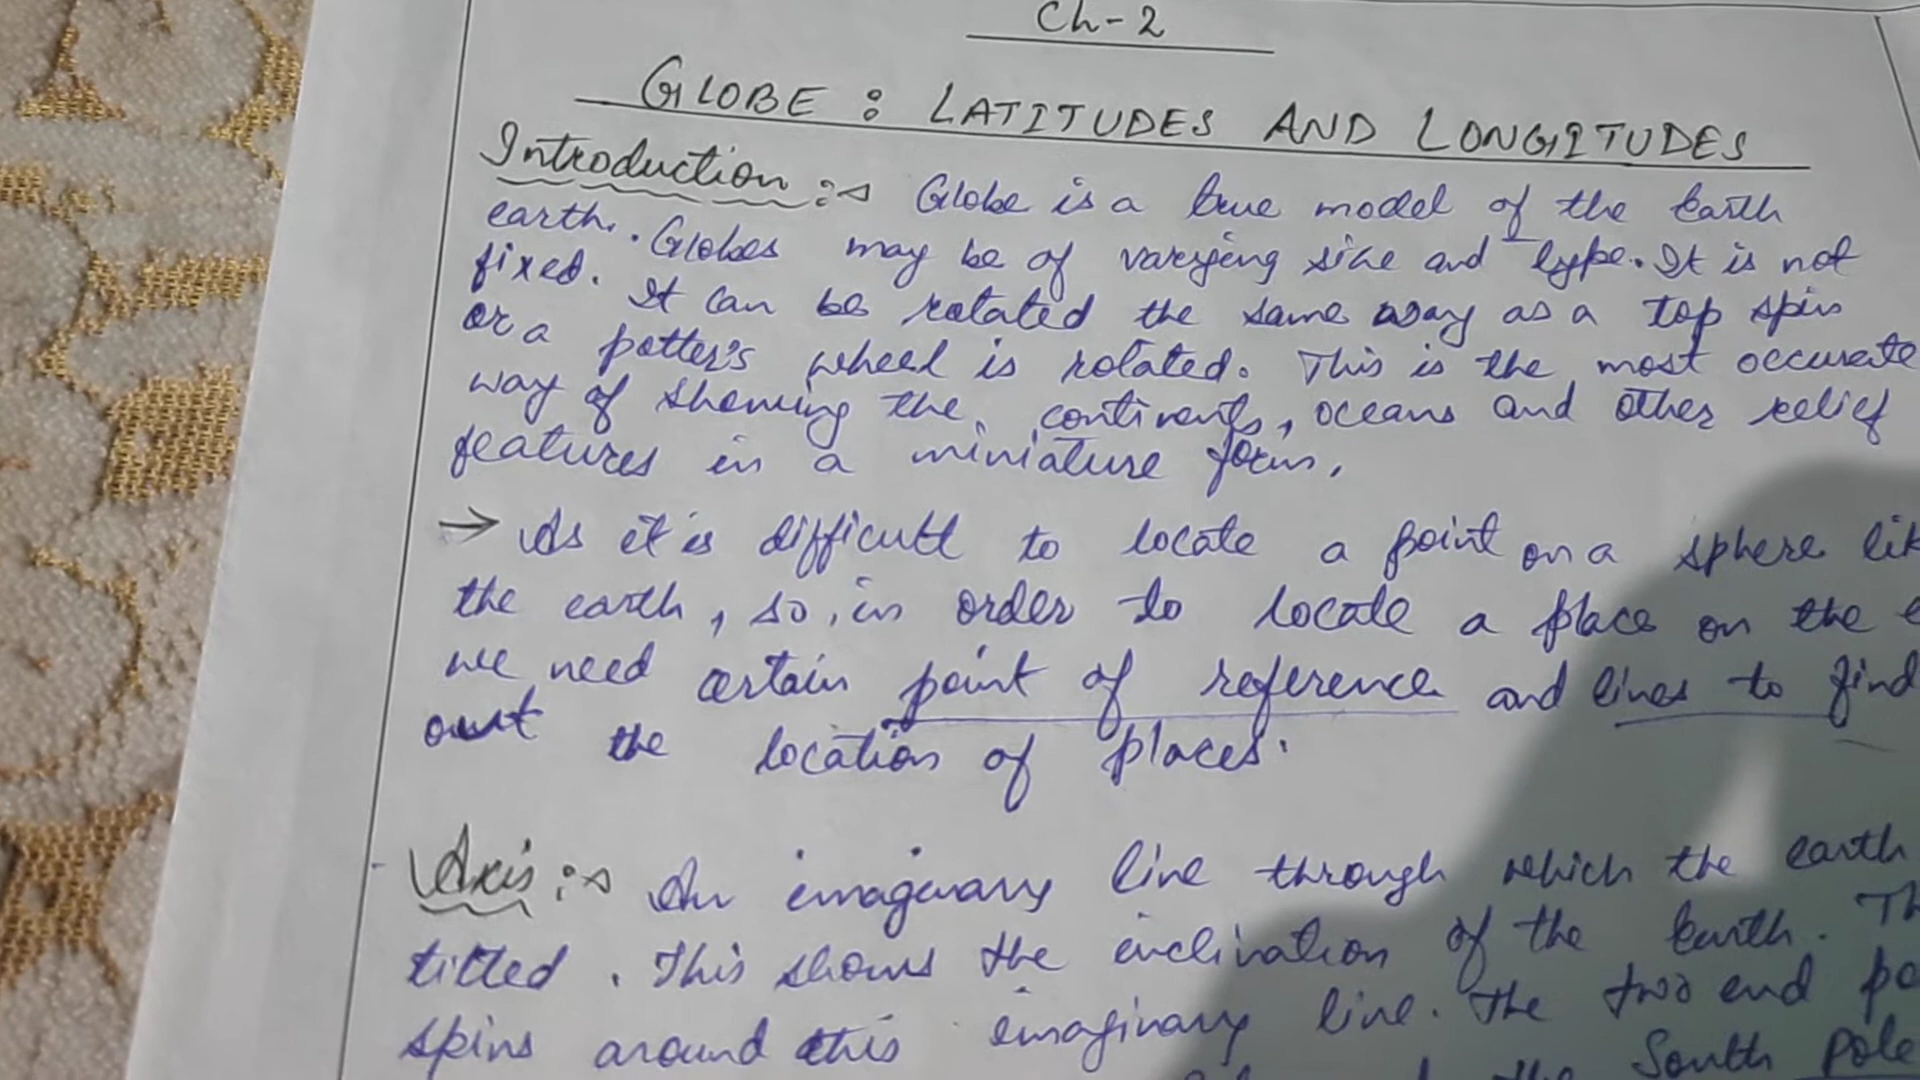 Ch-2
GLOBE : LATITUDES AND LONGITUDES
Introduction :→ Globe is a true model of the Earth
earth. Globes may be of varying size and type. It is not
fixed. It can be rotated the same way as a top spin
or a potter's wheel is rotated. This is the most accurate
way of showing the continents, oceans and other relief
features in a miniature form.
→ As it is difficult to locate a point on a sphere lik
the earth, so, in order to locate a place on the e
we need certain point of reference and lines to find
out the location of places.
Axis :→ An imaginary line through which the earth
titled. This shows the inclination of the Earth. Th
spins around this imaginary line. The two end po
the South pole